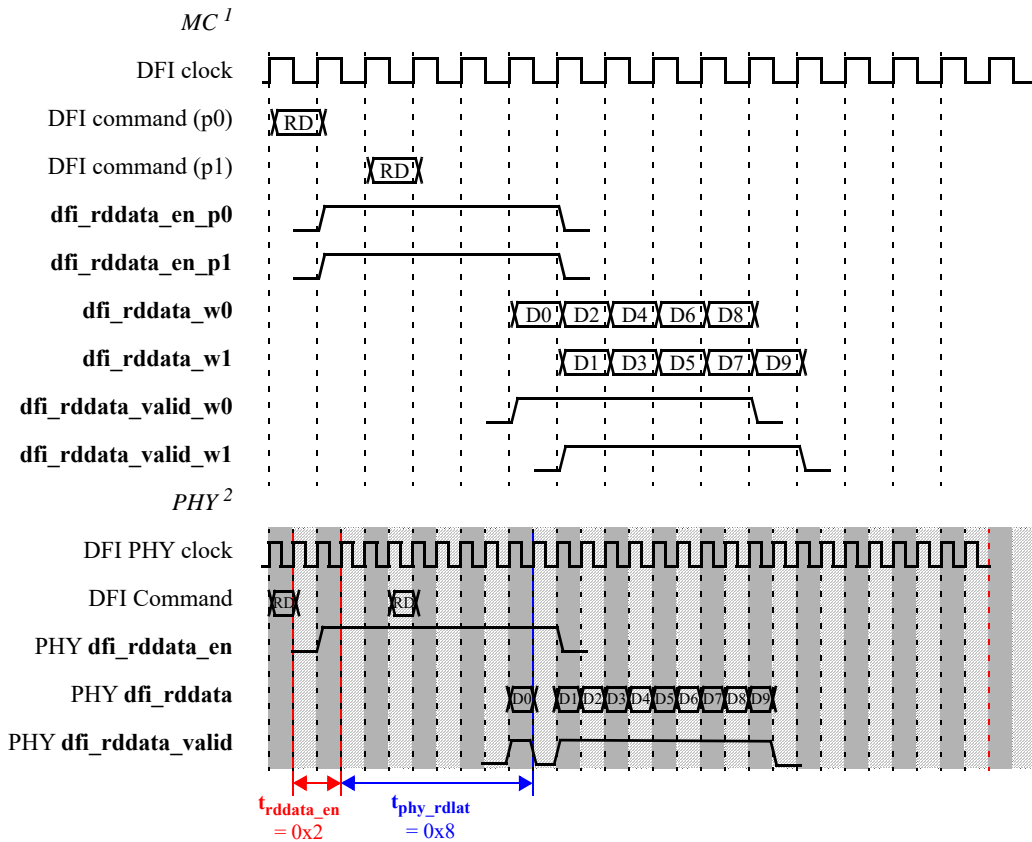 MC 1
DFI clock
DFI command (p0) RD
DFI command (p1) RD
dfi_rddata_en_p0
dfi_rddata_en_p1
dfi_rddata_w0 D0 D2 D4 D6 D8
dfi_rddata_w1 D1 D3 D5 D7 D9
dfi_rddata_valid_w0
dfi_rddata_valid_w1
PHY 2
DFI PHY clock
DFI Command RD RD
PHY dfi_rddata_en
PHY dfi_rddata D0 D1 D2 D3 D4 D5 D6 D7 D8 D9
PHY dfi_rddata_valid
trddata_en tphy_rdlat
= 0x2 = 0x8